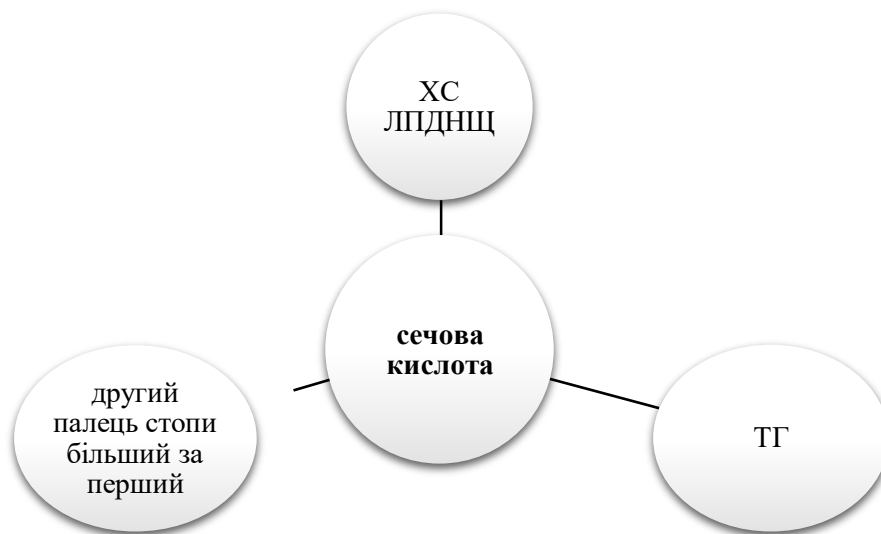 ХС
ЛПДНЩ
сечова
кислота
другий
палець стопи
більший за
перший
ТГ